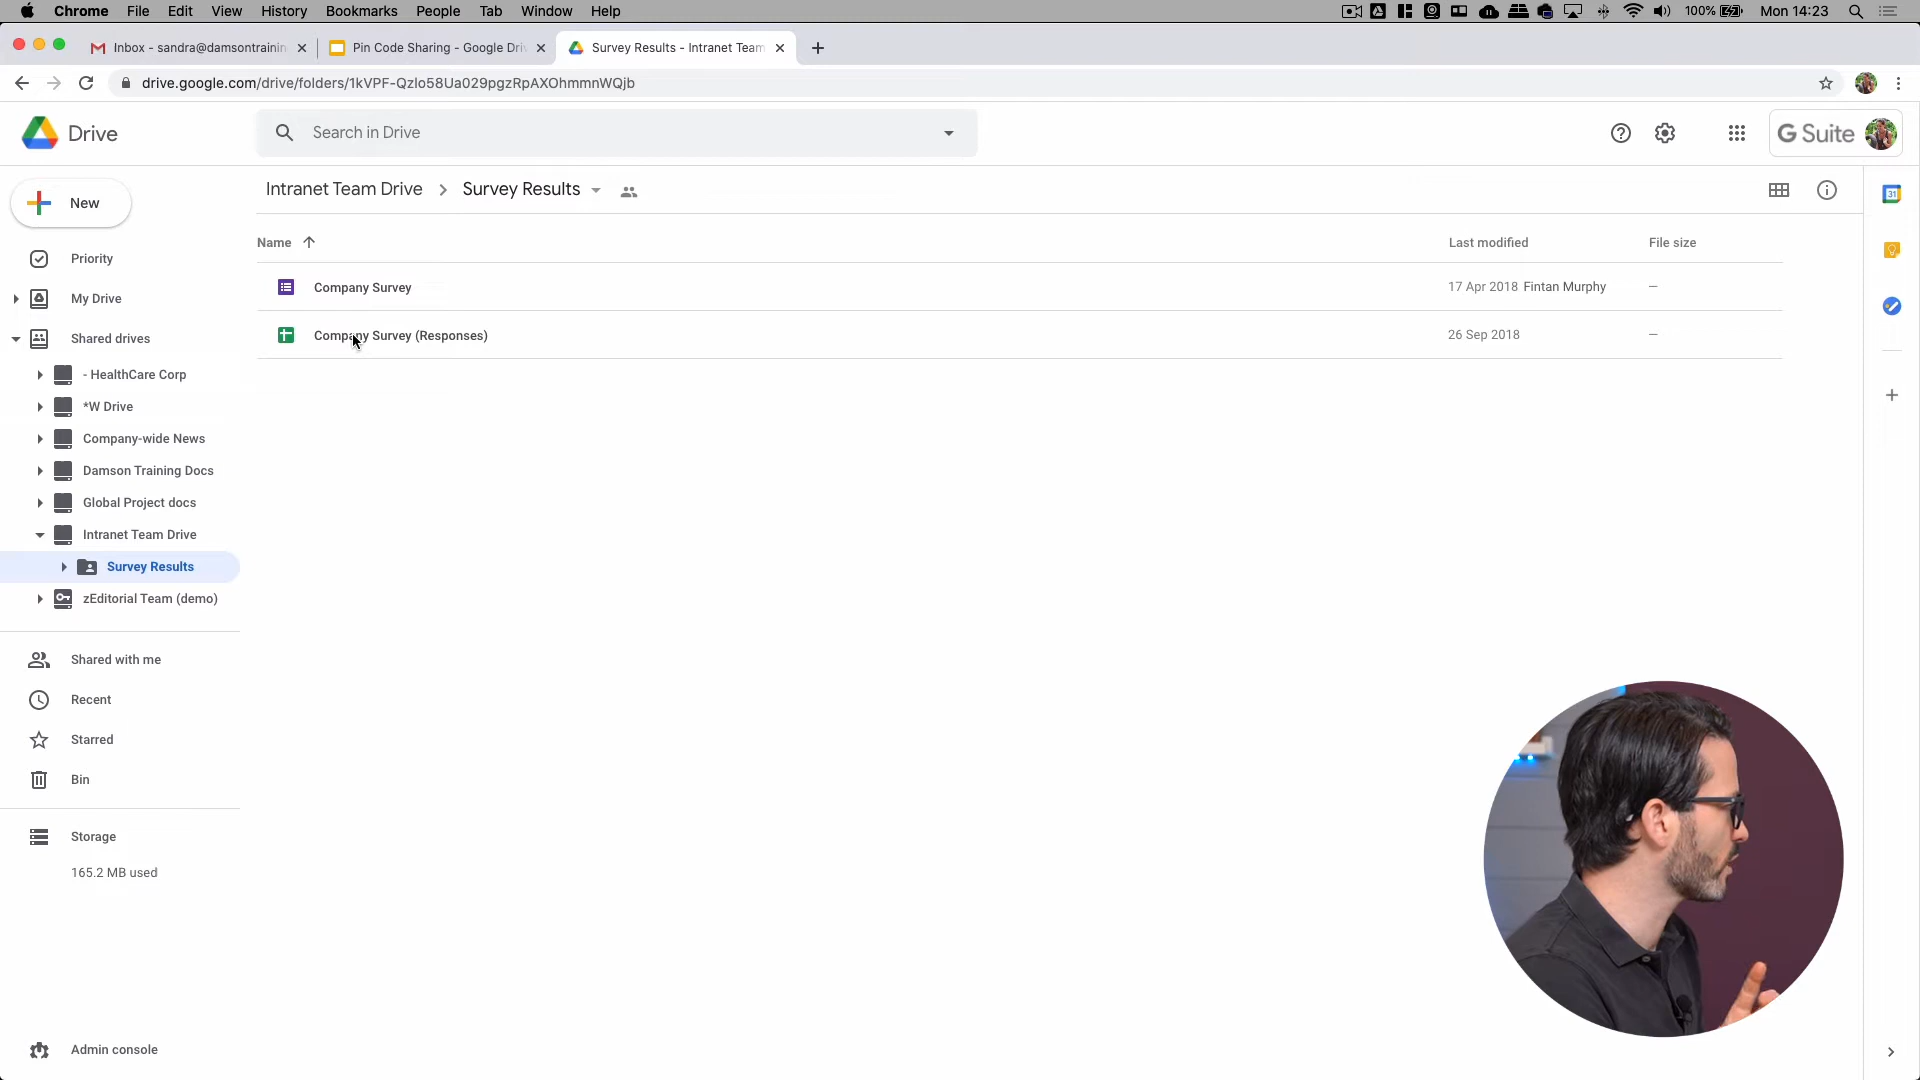 Chrome File Edit View History Bookmarks People Tab Window Help 100% Mon 14:23
Inbox - sandra@damsontrainin
Pin Code Sharing - Google Driv
Survey Results - Intranet Team
drive.google.com/drive/folders/1kVPF-Qzlo58Ua029pgzRpAXOhmmnWQjb
Drive
Search in Drive
G Suite
New
Intranet Team Drive
Survey Results
Name
Last modified
File size
Company Survey
17 Apr 2018 Fintan Murphy
—
Company Survey (Responses)
26 Sep 2018
—
Priority
My Drive
Shared drives
- HealthCare Corp
*W Drive
Company-wide News
Damson Training Docs
Global Project docs
Intranet Team Drive
Survey Results
zEditorial Team (demo)
Shared with me
Recent
Starred
Bin
Storage
165.2 MB used
Admin console
31